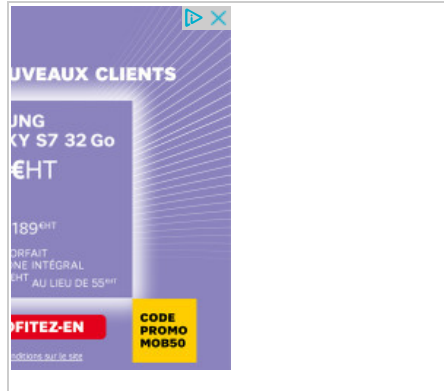 UVEAUX CLIENTS
UNG
XY S7 32 Go
€HT
189€HT
ORFAIT
NE INTÉGRAL
€HT AU LIEU DE 55€HT
OFITEZ-EN
CODE
PROMO
MOB50
nditions sur le site